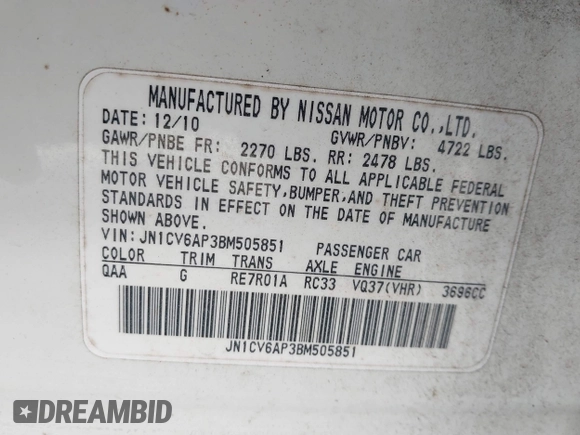 MANUFACTURED BY NISSAN MOTOR CO.,LTD.
DATE: 12/10 GVWR/PNBV: 4722 LBS.
GAWR/PNBE FR: 2270 LBS. RR: 2478 LBS.
THIS VEHICLE CONFORMS TO ALL APPLICABLE FEDERAL
MOTOR VEHICLE SAFETY,BUMPER,AND THEFT PREVENTION
STANDARDS IN EFFECT ON THE DATE OF MANUFACTURE
SHOWN ABOVE.
VIN: JN1CV6AP3BM505851 PASSENGER CAR
COLOR TRIM TRANS AXLE ENGINE
QAA G RE7R01A RC33 VQ37(VHR) 3696CC
JN1CV6AP3BM505851
DREAMBID